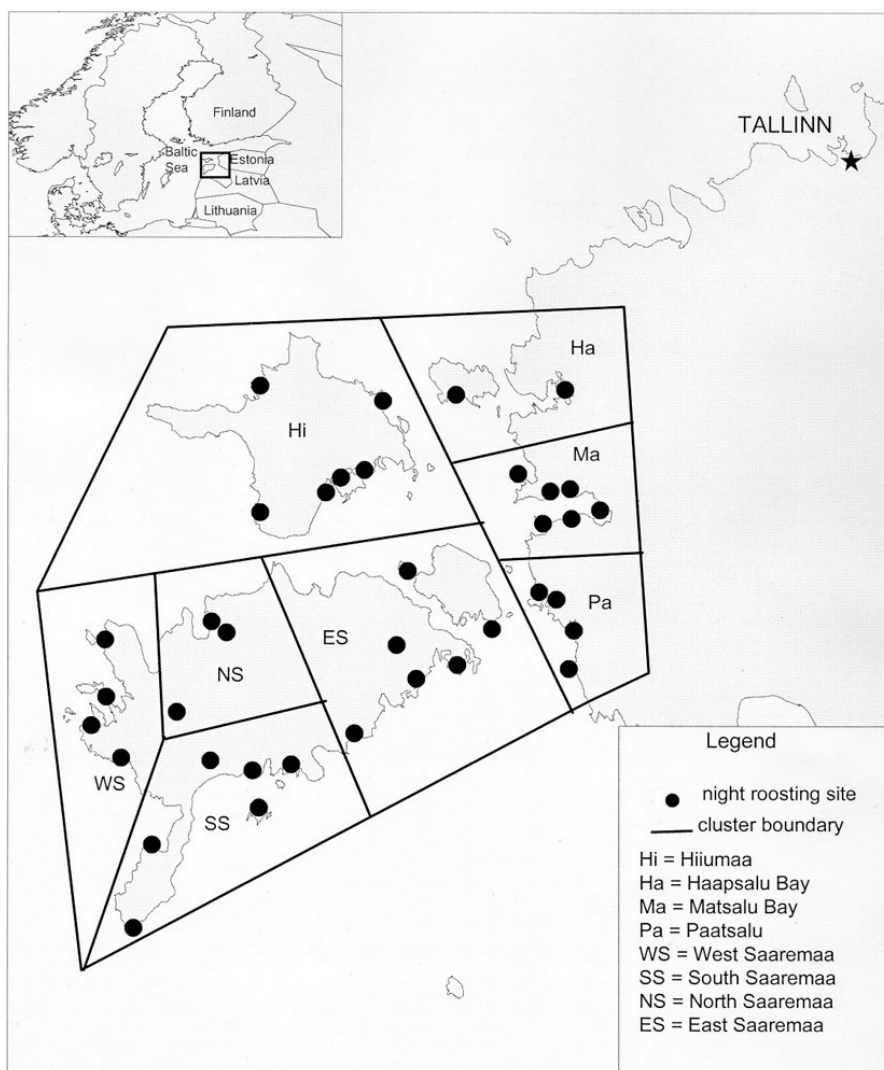 Finland
Baltic
Sea
Estonia
Latvia
Lithuania
TALLINN
Ha
Hi
Ma
Pa
ES
NS
WS
SS
Legend
night roosting site
cluster boundary
Hi = Hiiumaa
Ha = Haapsalu Bay
Ma = Matsalu Bay
Pa = Paatsalu
WS = West Saaremaa
SS = South Saaremaa
NS = North Saaremaa
ES = East Saaremaa